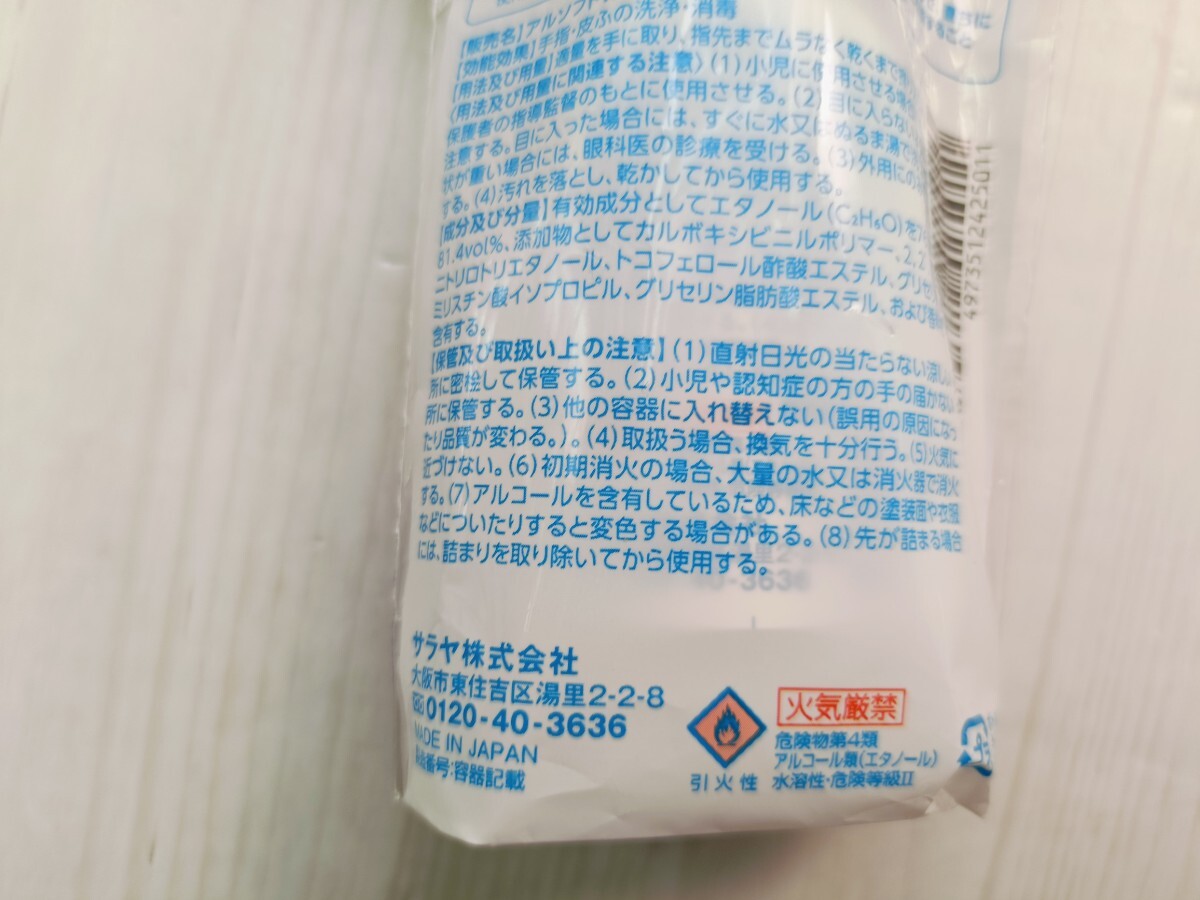 【販売名】アルソフト
【効能効果】手指・皮ふの洗浄・消毒
【用法及び用量】適量を手に取り、指先までムラなく乾くまで
〈用法及び用量に関連する注意〉(1)小児に使用させる場合
保護者の指導監督のもとに使用させる。(2)目に入らない
注意する。目に入った場合には、すぐに水又はぬるま湯で
状が重い場合には、眼科医の診療を受ける。(3)外用にの
する。(4)汚れを落とし、乾かしてから使用する。
【成分及び分量】有効成分としてエタノール(C₂H₆O)を
81.4vol%、添加物としてカルボキシビニルポリマー、2,2
ニトリロトリエタノール、トコフェロール酢酸エステル、グリセ
ミリスチン酸イソプロピル、グリセリン脂肪酸エステル、および香
含有する。
【保管及び取扱い上の注意】(1)直射日光の当たらない涼しい
所に密栓して保管する。(2)小児や認知症の方の手の届かない
所に保管する。(3)他の容器に入れ替えない(誤用の原因になっ
たり品質が変わる。)。(4)取扱う場合、換気を十分行う。(5)火気に
近づけない。(6)初期消火の場合、大量の水又は消火器で消火
する。(7)アルコールを含有しているため、床などの塗装面や衣服
などについたりすると変色する場合がある。(8)先が詰まる場合
には、詰まりを取り除いてから使用する。
4973512425011
サラヤ株式会社
大阪市東住吉区湯里2-2-8
0120-40-3636
MADE IN JAPAN
製造番号:容器記載
引火性
火気厳禁
危険物第4類
アルコール類(エタノール)
水溶性・危険等級II